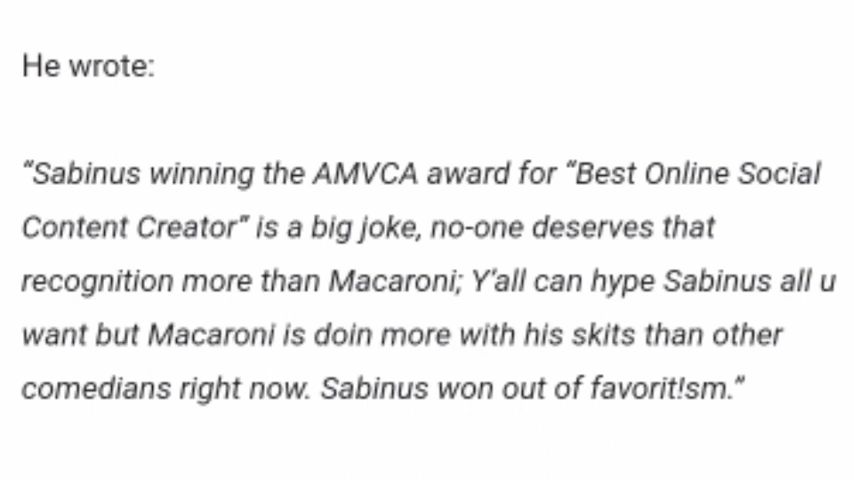 He wrote:
“Sabinus winning the AMVCA award for “Best Online Social
Content Creator” is a big joke, no-one deserves that
recognition more than Macaroni; Y’all can hype Sabinus all u
want but Macaroni is doin more with his skits than other
comedians right now. Sabinus won out of favorit!sm.”